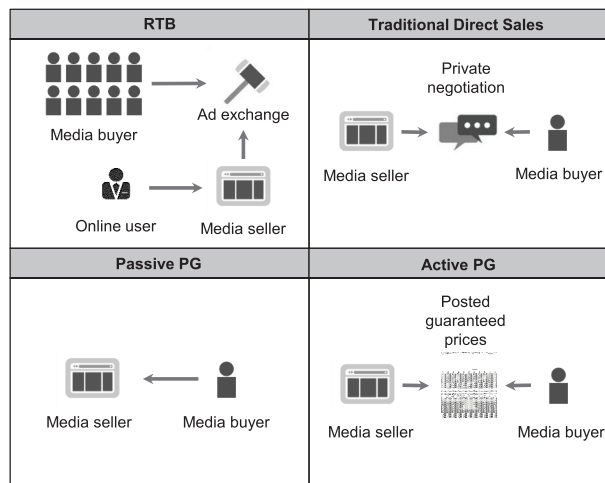 RTB
Media buyer
Ad exchange
Online user
Media seller
Traditional Direct Sales
Private
negotiation
Media seller
Media buyer
Passive PG
Media seller
Media buyer
Active PG
Posted
guaranteed
prices
Media seller
Media buyer